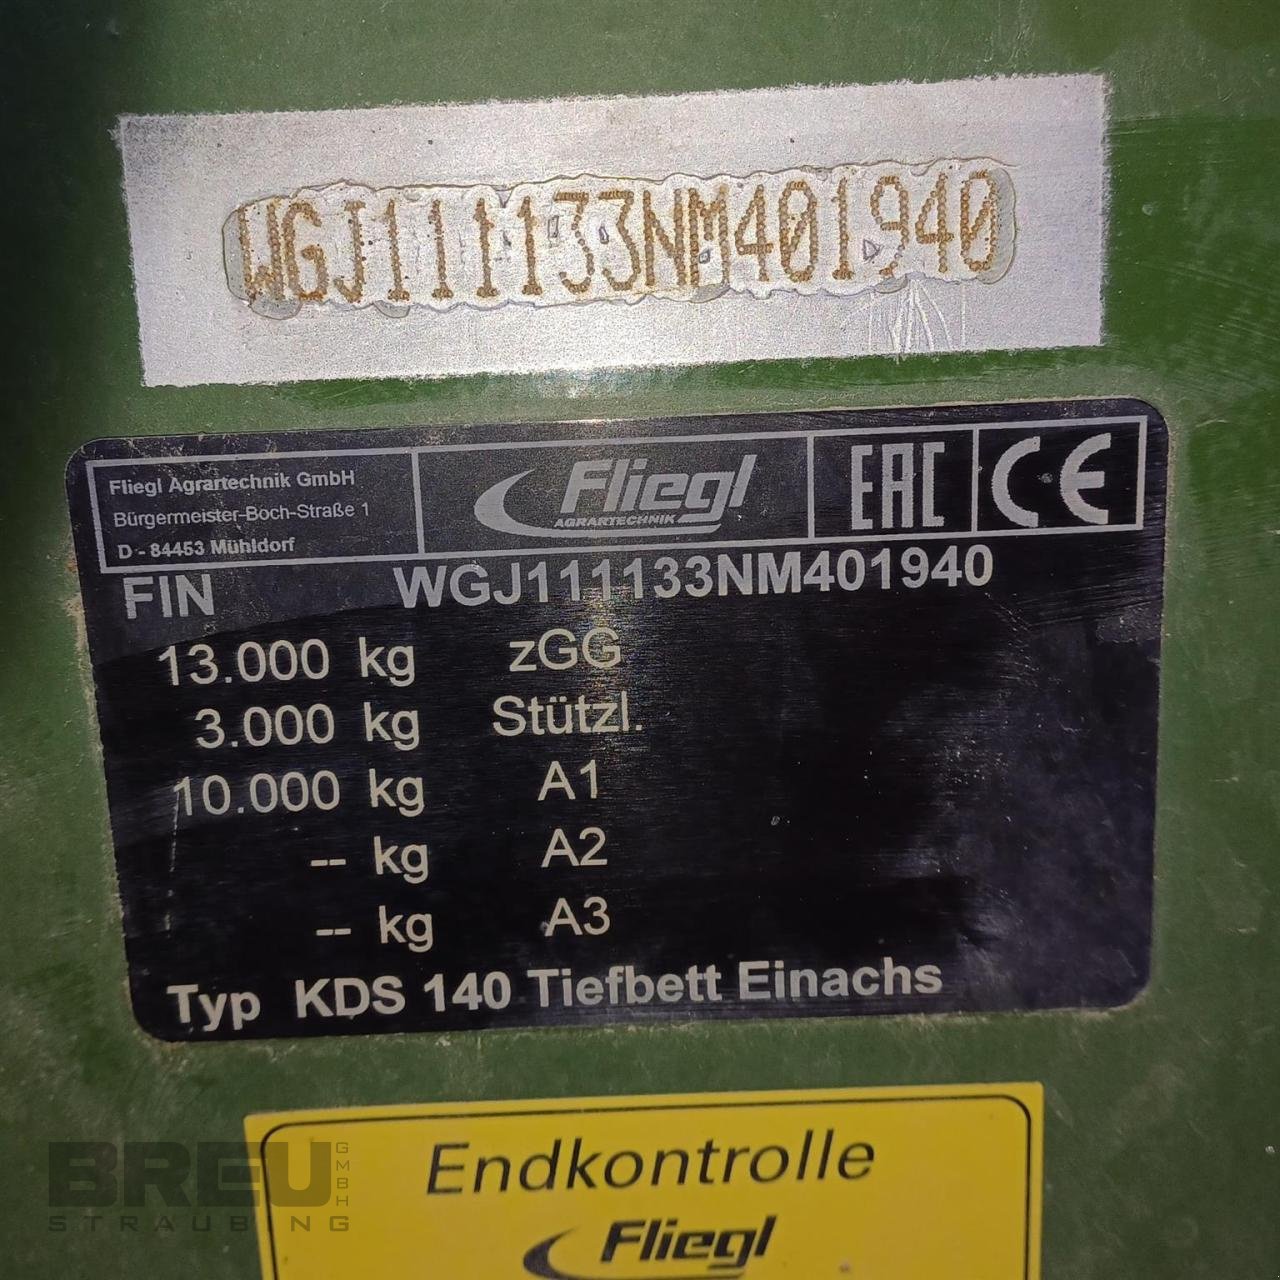 WGJ111133NM401940
Fliegl Agrartechnik GmbH
Bürgermeister-Boch-Straße 1
D - 84453 Mühldorf
Fliegl
AGRARTECHNIK
EAC
CE
FIN WGJ111133NM401940
13.000 kg zGG
3.000 kg Stützl.
10.000 kg A1
-- kg A2
-- kg A3
Typ KDS 140 Tiefbett Einachs
Endkontrolle
Fliegl
BREU GMBH
STRAUBING